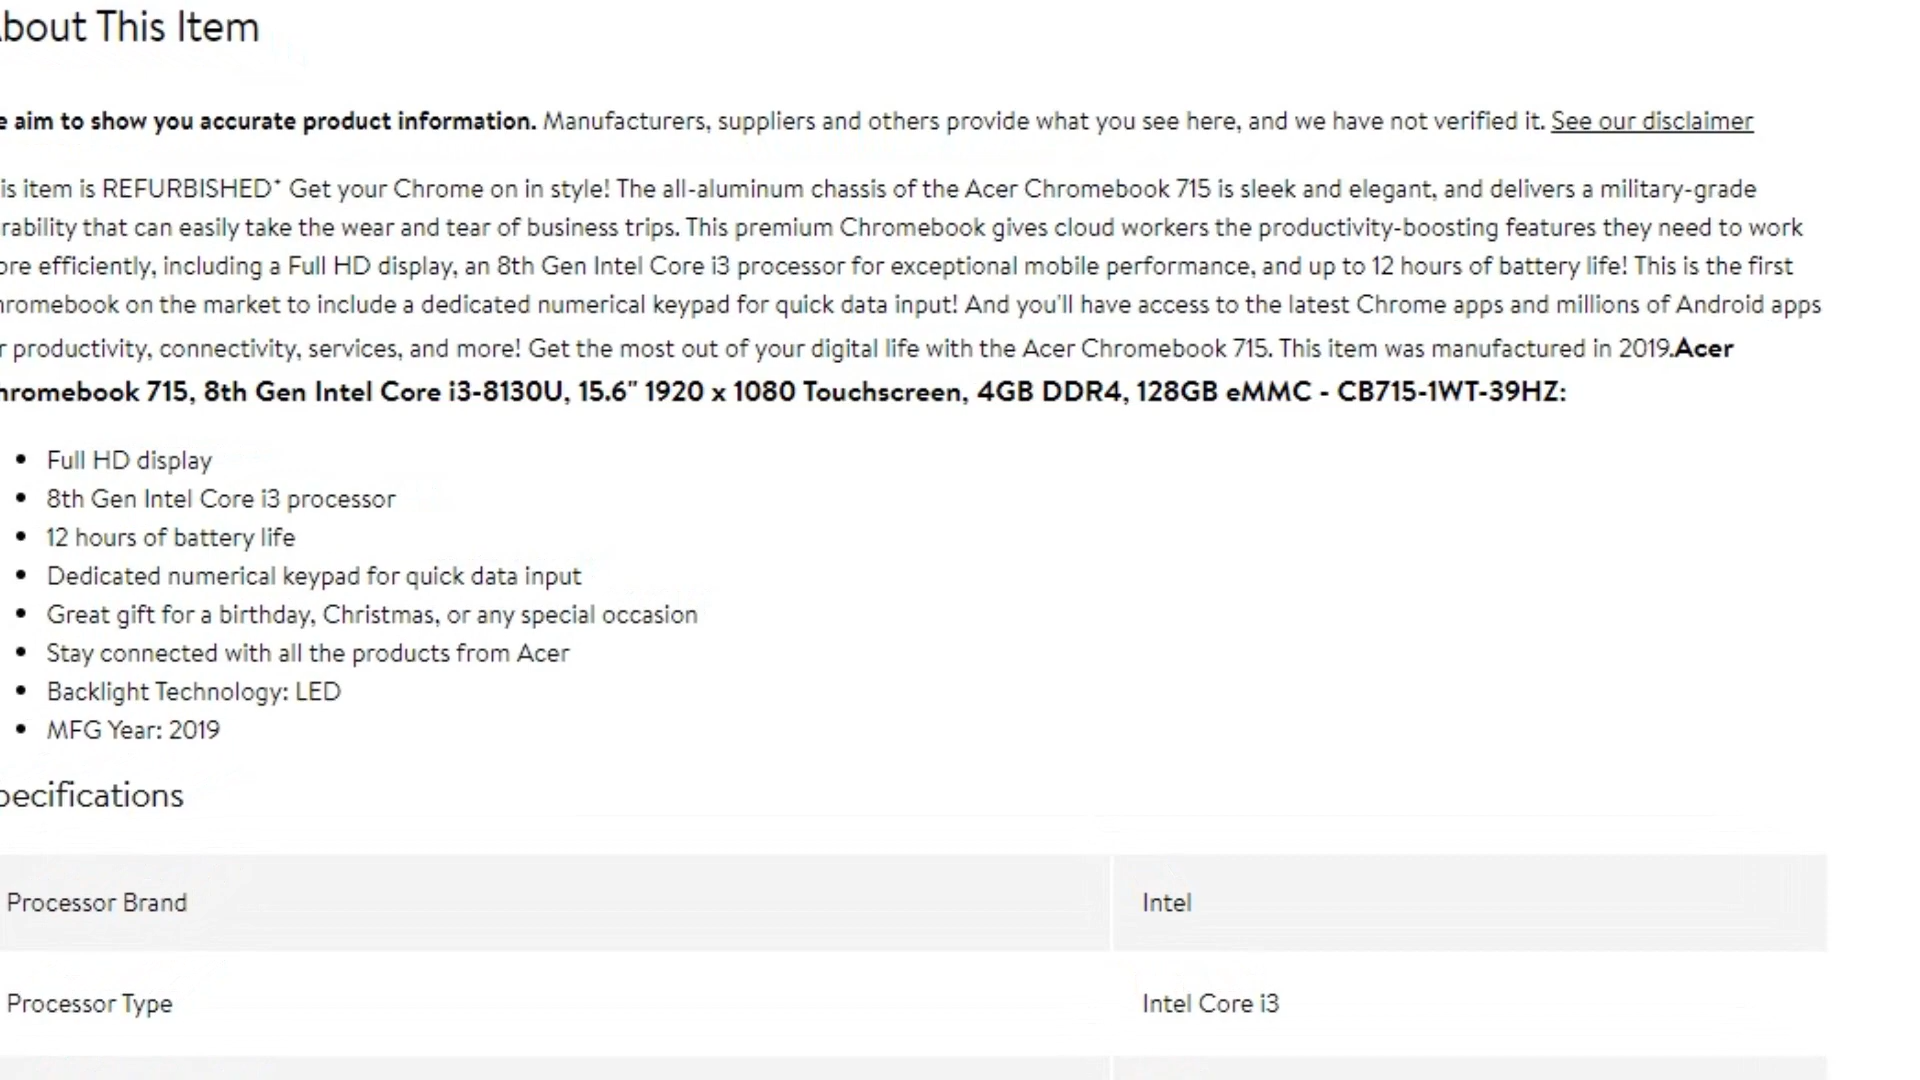 bout This Item
e aim to show you accurate product information. Manufacturers, suppliers and others provide what you see here, and we have not verified it. See our disclaimer
is item is REFURBISHED* Get your Chrome on in style! The all-aluminum chassis of the Acer Chromebook 715 is sleek and elegant, and delivers a military-grade
rability that can easily take the wear and tear of business trips. This premium Chromebook gives cloud workers the productivity-boosting features they need to work
ore efficiently, including a Full HD display, an 8th Gen Intel Core i3 processor for exceptional mobile performance, and up to 12 hours of battery life! This is the first
hromebook on the market to include a dedicated numerical keypad for quick data input! And you'll have access to the latest Chrome apps and millions of Android apps
r productivity, connectivity, services, and more! Get the most out of your digital life with the Acer Chromebook 715. This item was manufactured in 2019.Acer
hromebook 715, 8th Gen Intel Core i3-8130U, 15.6" 1920 x 1080 Touchscreen, 4GB DDR4, 128GB eMMC - CB715-1WT-39HZ:
• Full HD display
• 8th Gen Intel Core i3 processor
• 12 hours of battery life
• Dedicated numerical keypad for quick data input
• Great gift for a birthday, Christmas, or any special occasion
• Stay connected with all the products from Acer
• Backlight Technology: LED
• MFG Year: 2019
pecifications
Processor Brand Intel
Processor Type Intel Core i3